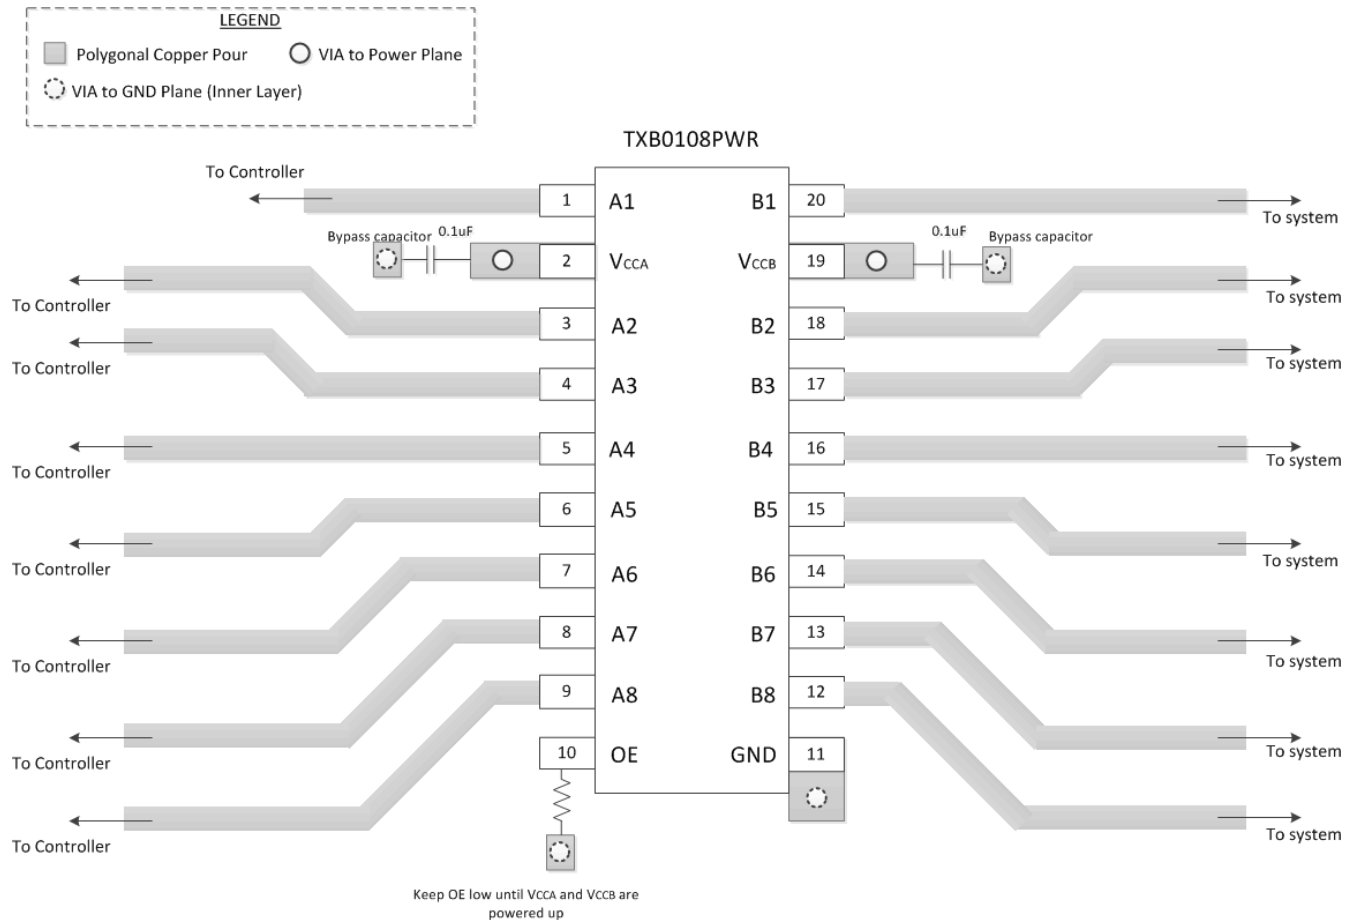 LEGEND
Polygonal Copper Pour
VIA to Power Plane
VIA to GND Plane (Inner Layer)
TXB0108PWR
To Controller
1 A1 B1 20
To system
Bypass capacitor 0.1uF
2 VCCA VCCB 19
0.1uF Bypass capacitor
To Controller
3 A2 B2 18
To system
To Controller
4 A3 B3 17
To system
5 A4 B4 16
To Controller
To system
6 A5 B5 15
To Controller
To system
7 A6 B6 14
To Controller
To system
8 A7 B7 13
To Controller
To system
9 A8 B8 12
10 OE GND 11
To Controller
To system
Keep OE low until VCCA and VCCB are
powered up